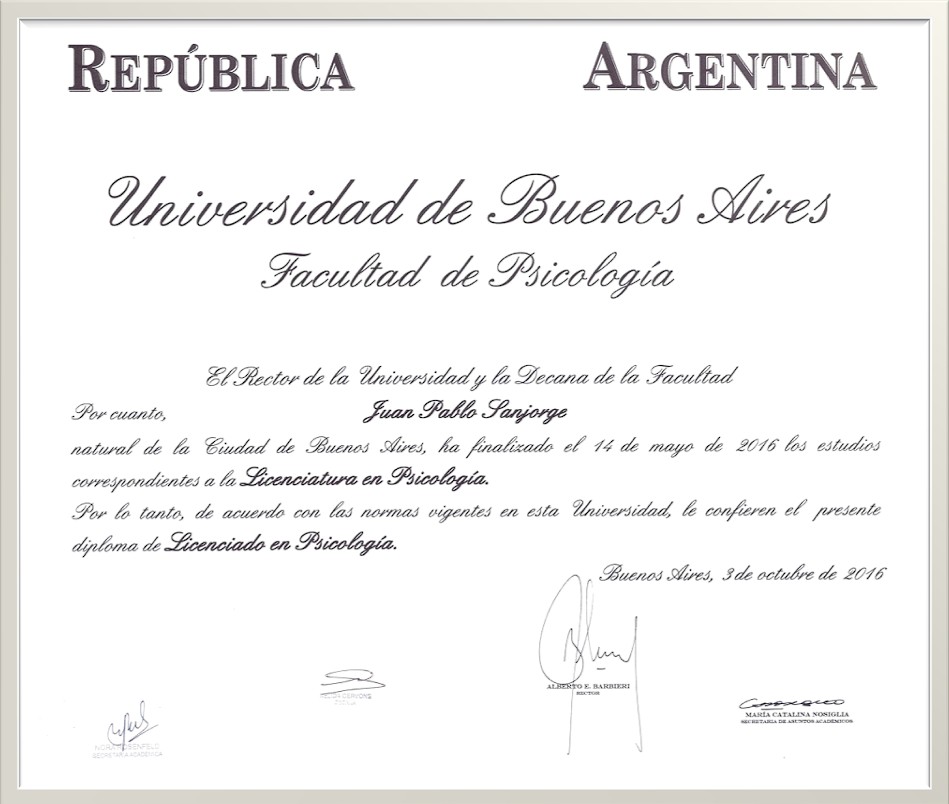 REPÚBLICA ARGENTINA
Universidad de Buenos Aires
Facultad de Psicología
El Rector de la Universidad y la Decana de la Facultad
Por cuanto, Juan Pablo Sanjorge
natural de la Ciudad de Buenos Aires, ha finalizado el 14 de mayo de 2016 los estudios
correspondientes a la Licenciatura en Psicología.
Por lo tanto, de acuerdo con las normas vigentes en esta Universidad, le confieren el presente
diploma de Licenciado en Psicología.
Buenos Aires, 3 de octubre de 2016
ALBERTO E. BARBIERI
RECTOR
MARÍA CATALINA NOSIGLIA
SECRETARIA DE ASUNTOS ACADÉMICOS
NORA ROSENFELD
SECRETARIA ACADÉMICA